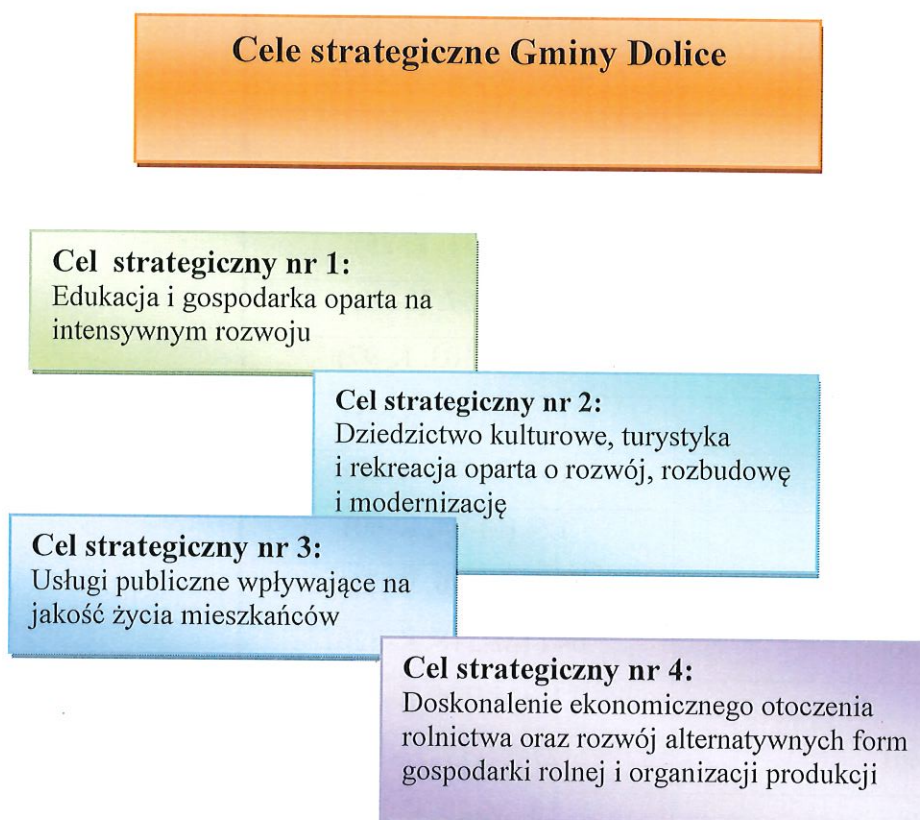 Cele strategiczne Gminy Dolice
Cel strategiczny nr 1:
Edukacja i gospodarka oparta na
intensywnym rozwoju
Cel strategiczny nr 2:
Dziedzictwo kulturowe, turystyka
i rekreacja oparta o rozwój, rozbudowę
i modernizację
Cel strategiczny nr 3:
Usługi publiczne wpływające na
jakość życia mieszkańców
Cel strategiczny nr 4:
Doskonalenie ekonomicznego otoczenia
rolnictwa oraz rozwój alternatywnych form
gospodarki rolnej i organizacji produkcji